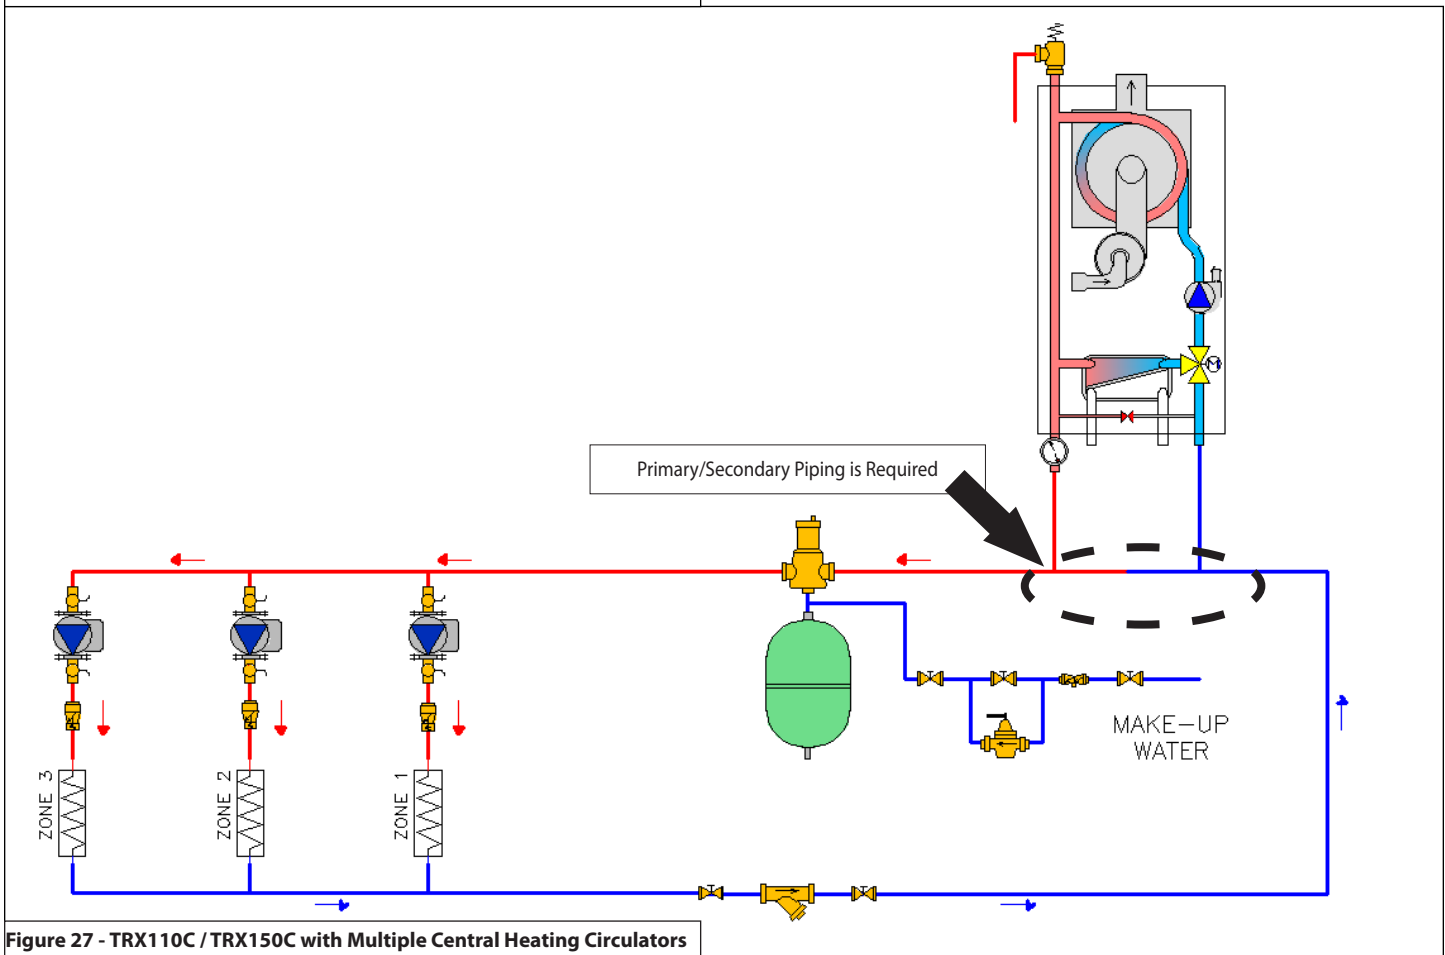 Primary/Secondary Piping is Required
MAKE-UP
WATER
ZONE 3
ZONE 2
ZONE 1
M
Figure 27 - TRX110C / TRX150C with Multiple Central Heating Circulators